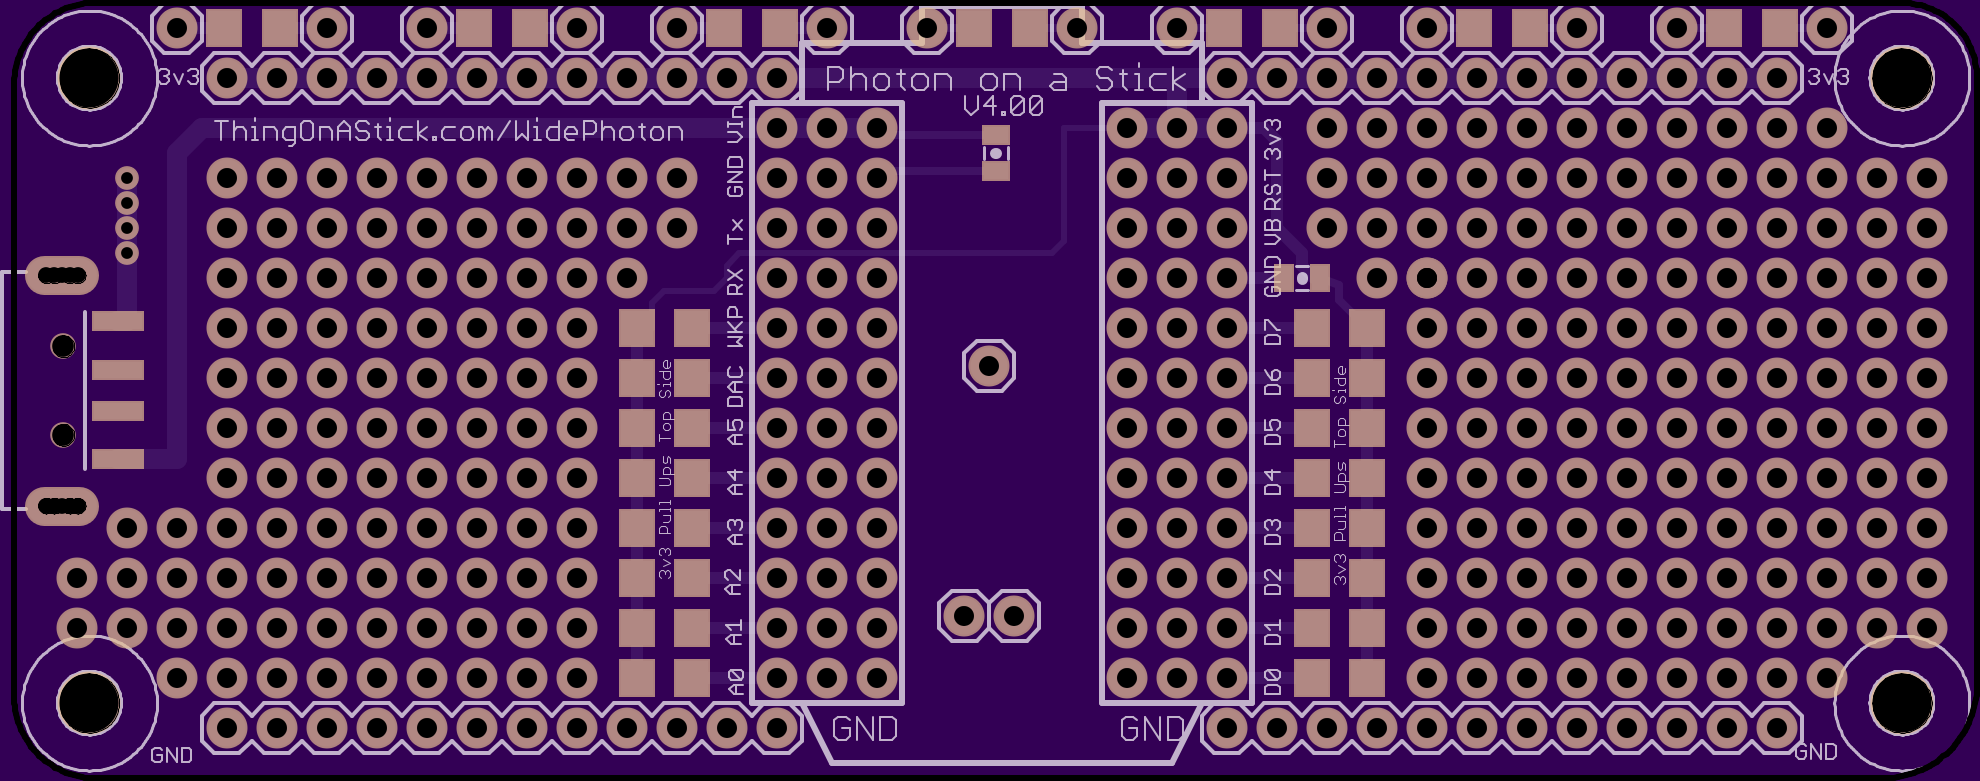 3v3
Photon on a Stick
3v3
V4.00
ThingOnAStick.com/WidePhoton
VIn
GND
Tx
RX
WKP
DAC
A5
A4
A3
A2
A1
A0
3v3 Pull Ups Top Side
3v3
RST
VB
GND
D7
D6
D5
D4
D3
D2
D1
D0
3v3 Pull Ups Top Side
GND
GND
GND
GND